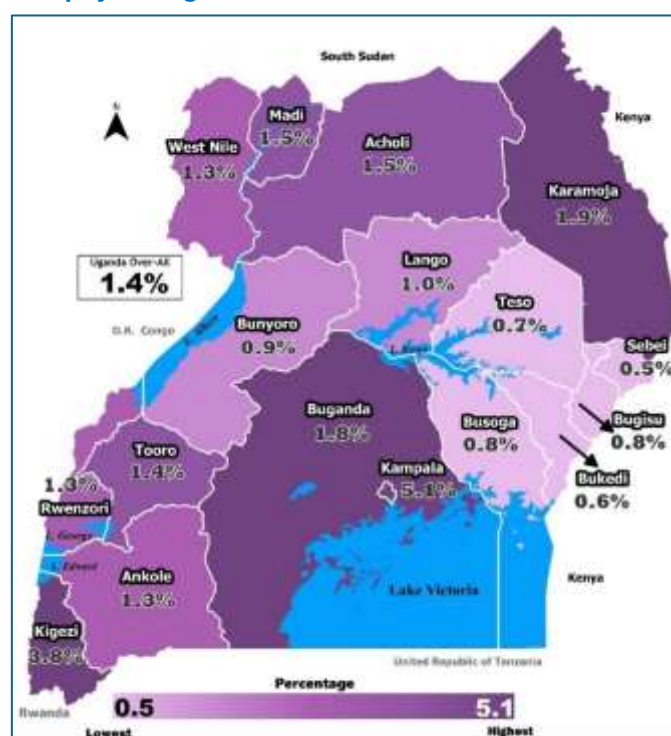 South Sudan
N
Kenya
Madi
1.5%
West Nile
1.3%
Acholi
1.5%
Karamoja
1.9%
Uganda Over-All
1.4%
Lango
1.0%
Teso
0.7%
D.R. Congo
L. Albert
Bunyoro
0.9%
Sebei
0.5%
Buganda
1.8%
Busoga
0.8%
Bugisu
0.8%
Tooro
1.4%
Kampala
5.1%
Bukedi
0.6%
1.3%
Rwenzori
L. George
L. Edward
Ankole
1.3%
Lake Victoria
Kenya
Kigezi
3.8%
United Republic of Tanzania
Rwanda
Percentage
0.5 5.1
Lowest Highest